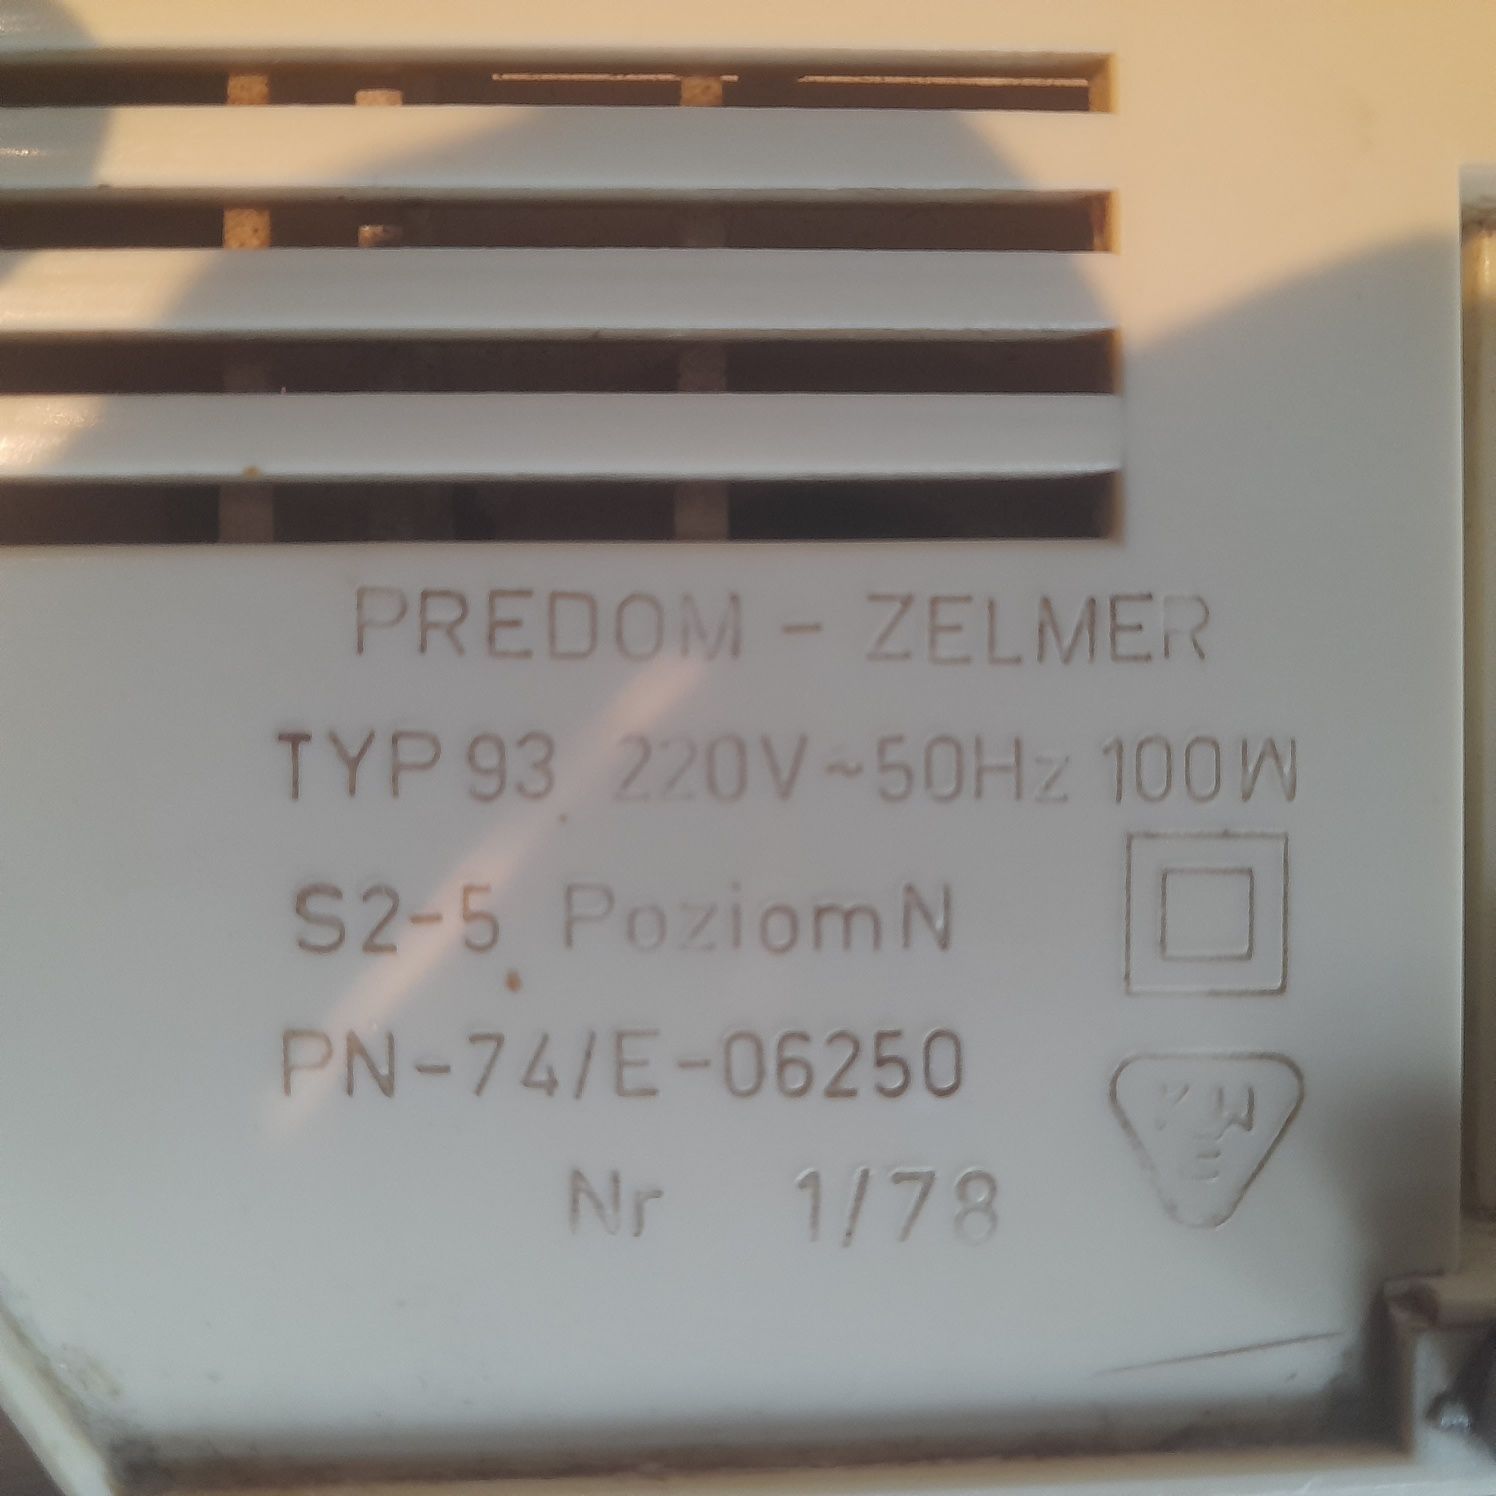 PREDOM - ZELMER
TYP 93 220V~50Hz 100W
S2-5 Poziom N
PN-74/E-06250
Nr 1/78